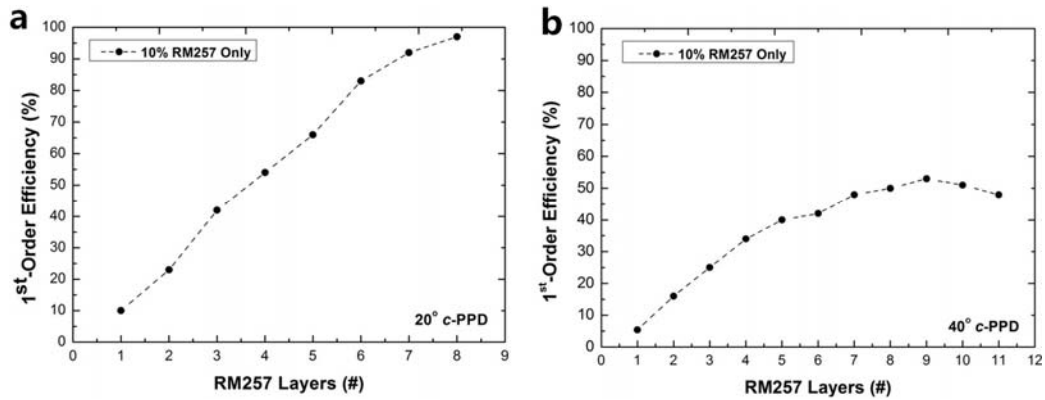 a
10% RM257 Only
1st-Order Efficiency (%)
100
90
80
70
60
50
40
30
20
10
0
20° c-PPD
0 1 2 3 4 5 6 7 8 9
RM257 Layers (#)
b
10% RM257 Only
1st-Order Efficiency (%)
100
90
80
70
60
50
40
30
20
10
0
40° c-PPD
0 1 2 3 4 5 6 7 8 9 10 11 12
RM257 Layers (#)